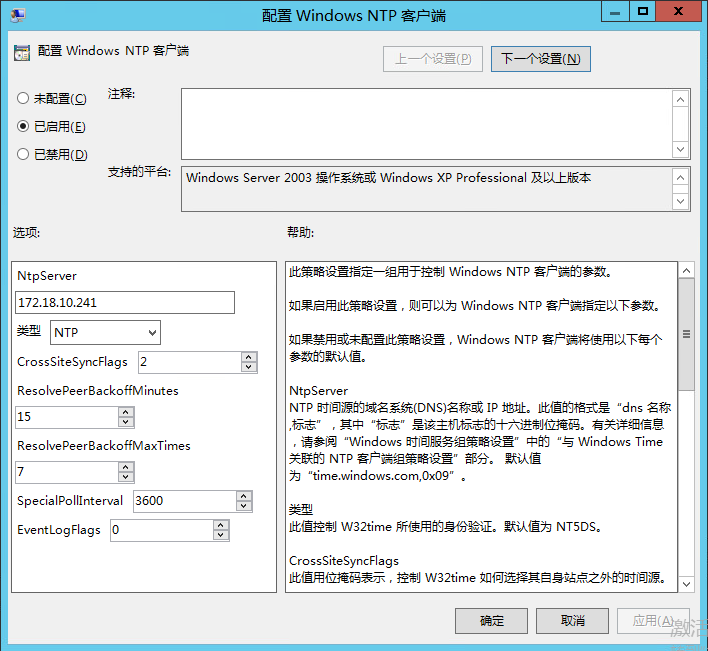 配置 Windows NTP 客户端
配置 Windows NTP 客户端
上一个设置(P)
下一个设置(N)
未配置(C)
已启用(E)
已禁用(D)
注释:
支持的平台:
Windows Server 2003 操作系统或 Windows XP Professional 及以上版本
选项:
帮助:
NtpServer
172.18.10.241
类型
NTP
CrossSiteSyncFlags
2
ResolvePeerBackoffMinutes
15
ResolvePeerBackoffMaxTimes
7
SpecialPollInterval
3600
EventLogFlags
0
此策略设置指定一组用于控制 Windows NTP 客户端的参数。
如果启用此策略设置，则可以为 Windows NTP 客户端指定以下参数。
如果禁用或未配置此策略设置，Windows NTP 客户端将使用以下每个
参数的默认值。
NtpServer
NTP 时间源的域名系统(DNS)名称或 IP 地址。此值的格式是“dns 名称
,标志”，其中“标志”是该主机标志的十六进制位掩码。有关详细信息
，请参阅“Windows 时间服务组策略设置”中的“与 Windows Time
关联的 NTP 客户端组策略设置”部分。 默认值
为“time.windows.com,0x09”。
类型
此值控制 W32time 所使用的身份验证。默认值为 NT5DS。
CrossSiteSyncFlags
此值用位掩码表示，控制 W32time 如何选择其自身站点之外的时间源。
确定
取消
应用(A)
激活